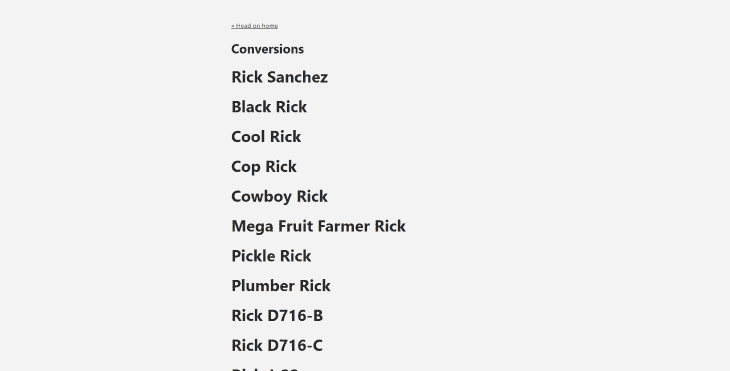 « Head on home
Conversions
Rick Sanchez
Black Rick
Cool Rick
Cop Rick
Cowboy Rick
Mega Fruit Farmer Rick
Pickle Rick
Plumber Rick
Rick D716-B
Rick D716-C